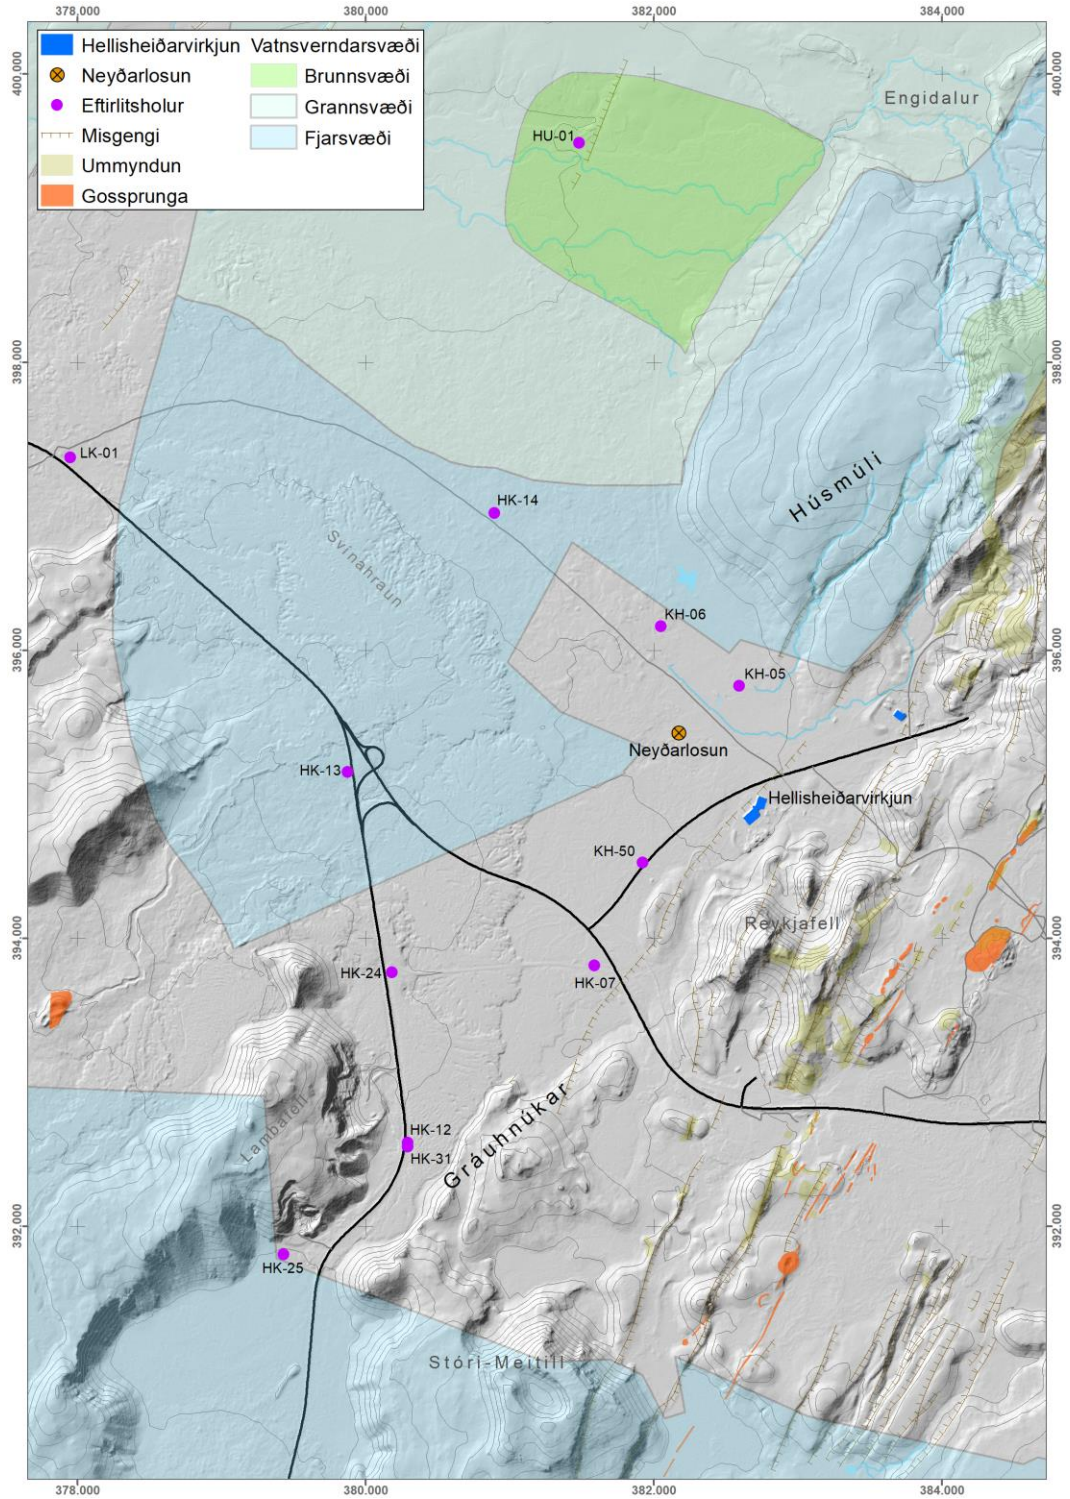 378.000 380.000 382.000 384.000
400.000
398.000
396.000
394.000
392.000
400.000
398.000
396.000
394.000
392.000
Hellisheiðarvirkjun
Neyðarlosun
Eftirlitsholur
Misgengi
Ummyndun
Gossprunga
Vatnsverndarsvæði
Brunnsvæði
Grannsvæði
Fjarsvæði
Engidalur
HU-01
LK-01
HK-14
Húsmúli
Svínahraun
KH-06
KH-05
Neyðarlosun
HK-13
Hellisheiðarvirkjun
KH-50
Reykjafell
HK-24
HK-07
Lambafell
HK-12
HK-31
Gráuhnúkar
HK-25
Stóri-Meitill
378.000 380.000 382.000 384.000